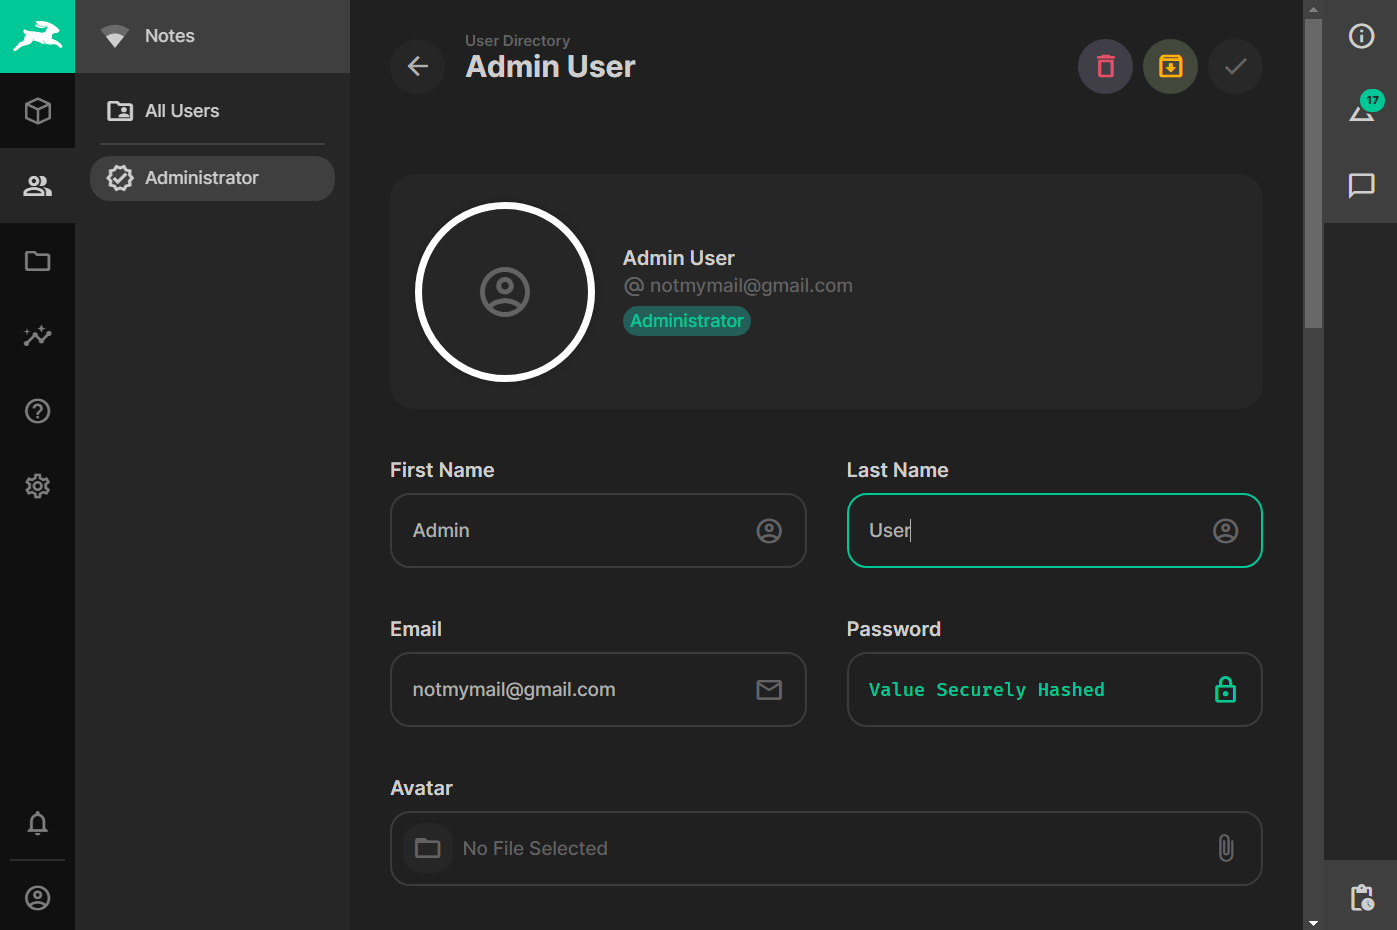 Notes
All Users
Administrator
User Directory
Admin User
17
Admin User
@ notmymail@gmail.com
Administrator
First Name
Last Name
Admin
User
Email
Password
notmymail@gmail.com
Value Securely Hashed
Avatar
No File Selected